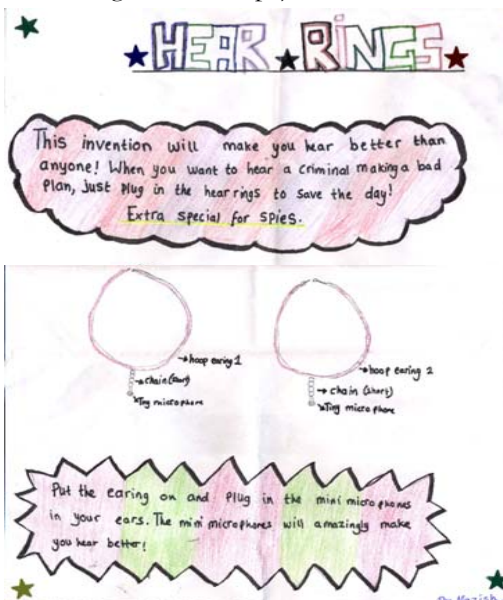 HEAR RINGS
This invention will make you hear better than
anyone! When you want to hear a criminal making a bad
plan, just plug in the hear rings to save the day!
Extra special for spies.
→hoop earing 1
→chain (short)
→Tiny microphone
→hoop earing 2
→chain (short)
→Tiny microphone
Put the earing on and plug in the mini microphones
in your ears. The mini microphones will amazingly make
you hear better!